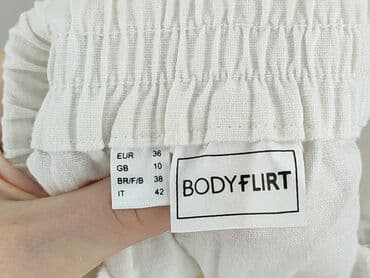 EUR 36
GB 10
BR/F/B 38
IT 42
BODYFLIRT